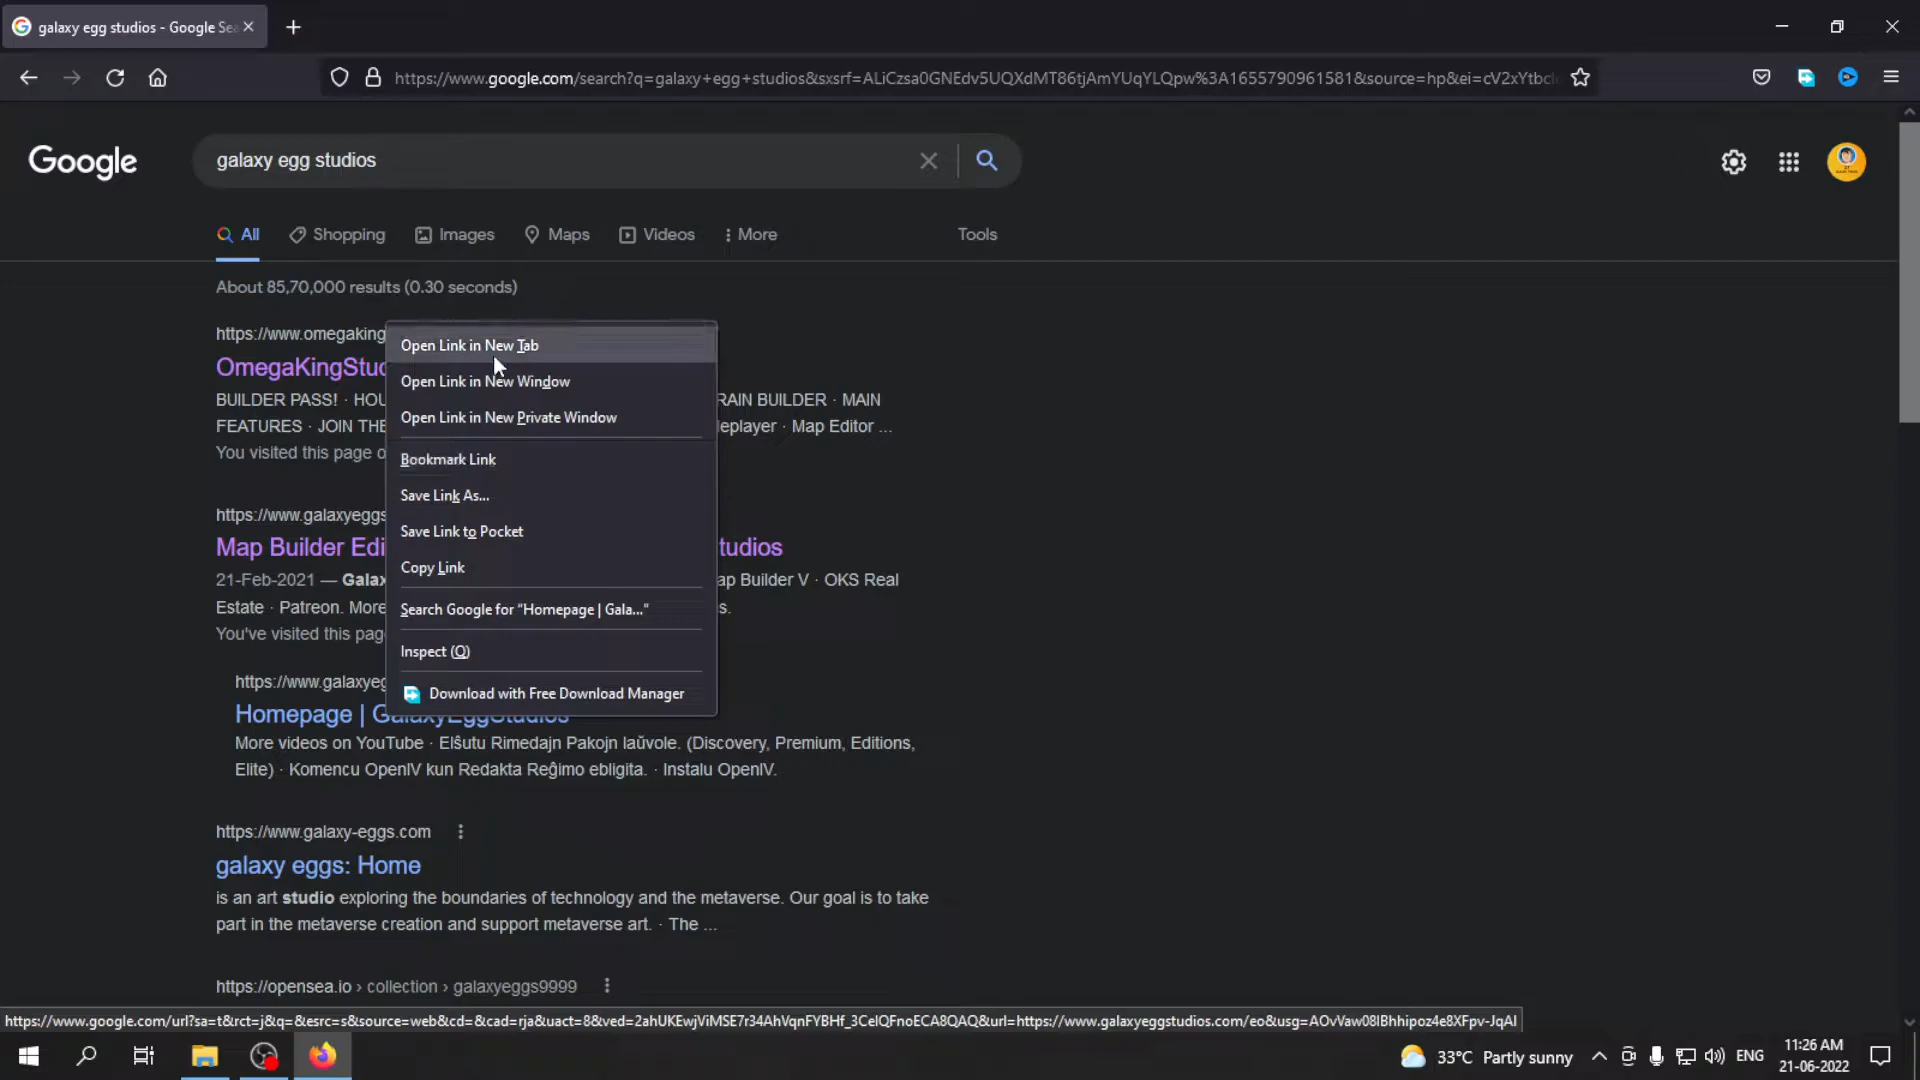 galaxy egg studios - Google Sea
https://www.google.com/search?q=galaxy+egg+studios&sxsrf=ALiCzsa0GNEdv5UQXdMT86tjAmYUqYLQpw%3A1655790961581&source=hp&ei=cV2xYtbcl
Google
galaxy egg studios
All
Shopping
Images
Maps
Videos
More
Tools
About 85,70,000 results (0.30 seconds)
https://www.omegaking
OmegaKingStud
BUILDER PASS! · HOU
RAIN BUILDER · MAIN
FEATURES · JOIN THE
eplayer · Map Editor ...
You visited this page o
Open Link in New Tab
Open Link in New Window
Open Link in New Private Window
Bookmark Link
Save Link As...
Save Link to Pocket
Copy Link
Search Google for "Homepage | Gala..."
Inspect (Q)
Download with Free Download Manager
https://www.galaxyeggs
Map Builder Edi
tudios
21-Feb-2021 — Galax
ap Builder V · OKS Real
Estate · Patreon. More
s.
You've visited this pag
https://www.galaxyeg
Homepage | GalaxyEggStudios
More videos on YouTube · Elŝutu Rimedajn Pakojn laŭvole. (Discovery, Premium, Editions,
Elite) · Komencu OpenIV kun Redakta Reĝimo ebligita. · Instalu OpenIV.
https://www.galaxy-eggs.com
galaxy eggs: Home
is an art studio exploring the boundaries of technology and the metaverse. Our goal is to take
part in the metaverse creation and support metaverse art. · The ...
https://opensea.io › collection › galaxyeggs9999
https://www.google.com/url?sa=t&rct=j&q=&esrc=s&source=web&cd=&cad=rja&uact=8&ved=2ahUKEwjViMSE7r34AhVqnFYBHf_3CeIQFnoECA8QAQ&url=https://www.galaxyeggstudios.com/eo&usg=AOvVaw08lBhhipoz4e8XFpv-JqAI
33°C Partly sunny
ENG
11:26 AM
21-06-2022